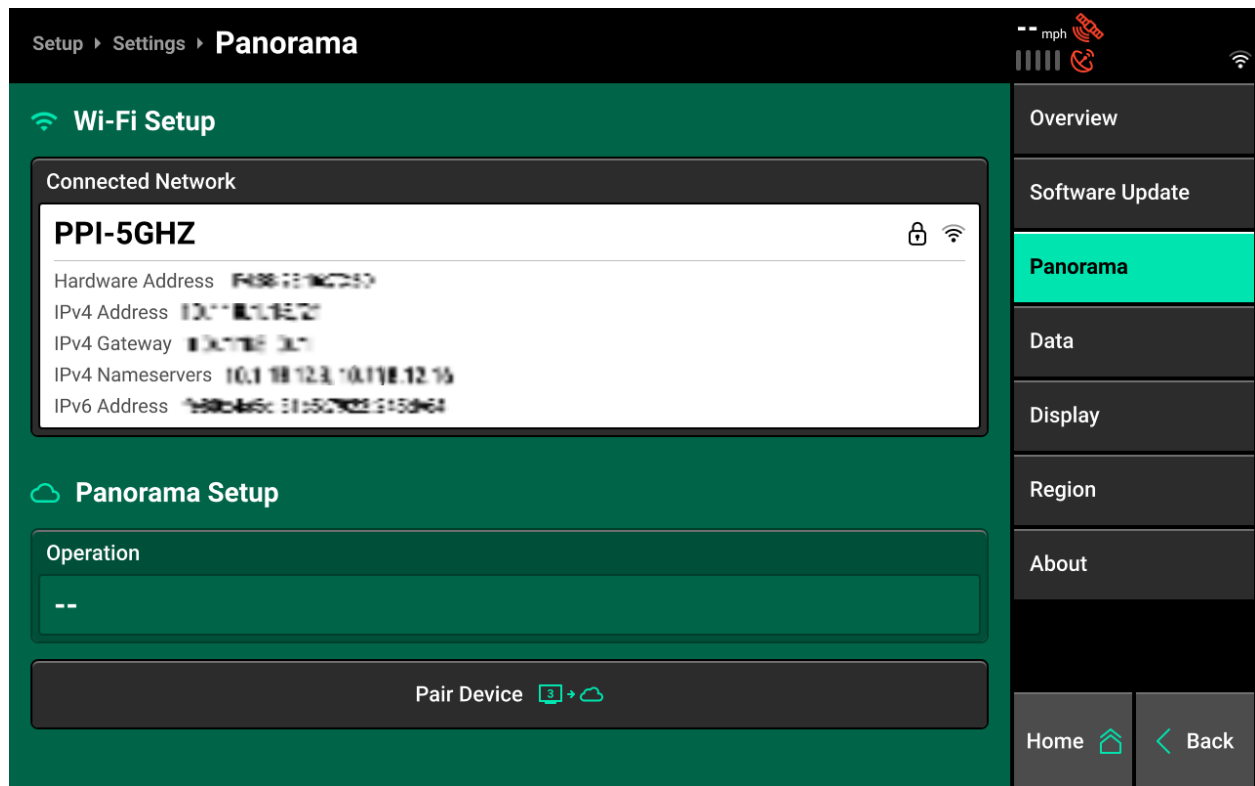 Setup Settings Panorama
-- mph
Wi-Fi Setup
Connected Network
PPI-5GHZ
Hardware Address
IPv4 Address
IPv4 Gateway
IPv4 Nameservers
IPv6 Address
Panorama Setup
Operation
--
Pair Device 3
Overview
Software Update
Panorama
Data
Display
Region
About
Home
Back